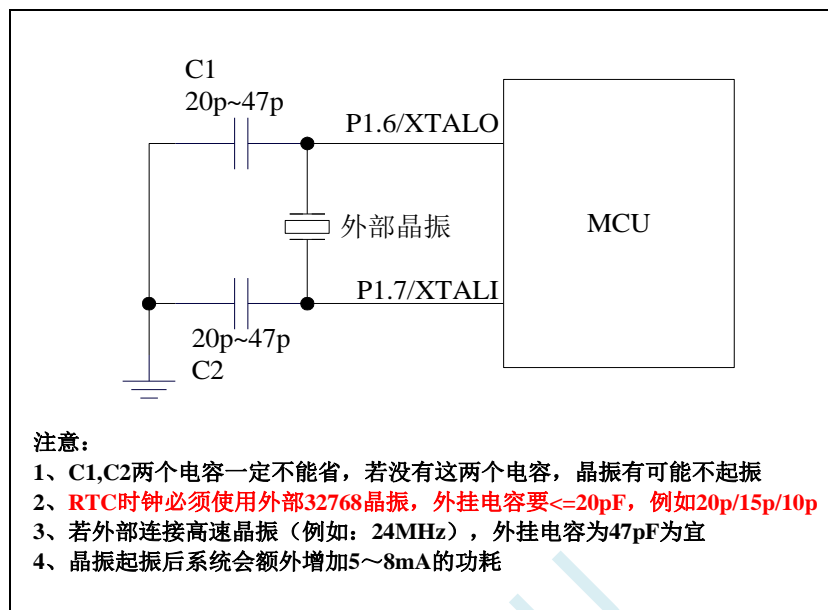 C1
20p~47p
P1.6/XTALO
外部晶振
MCU
P1.7/XTALI
20p~47p
C2
注意：
1、C1,C2两个电容一定不能省，若没有这两个电容，晶振有可能不起振
2、RTC时钟必须使用外部32768晶振，外挂电容要<=20pF，例如20p/15p/10p
3、若外部连接高速晶振（例如：24MHz），外挂电容为47pF为宜
4、晶振起振后系统会额外增加5～8mA的功耗